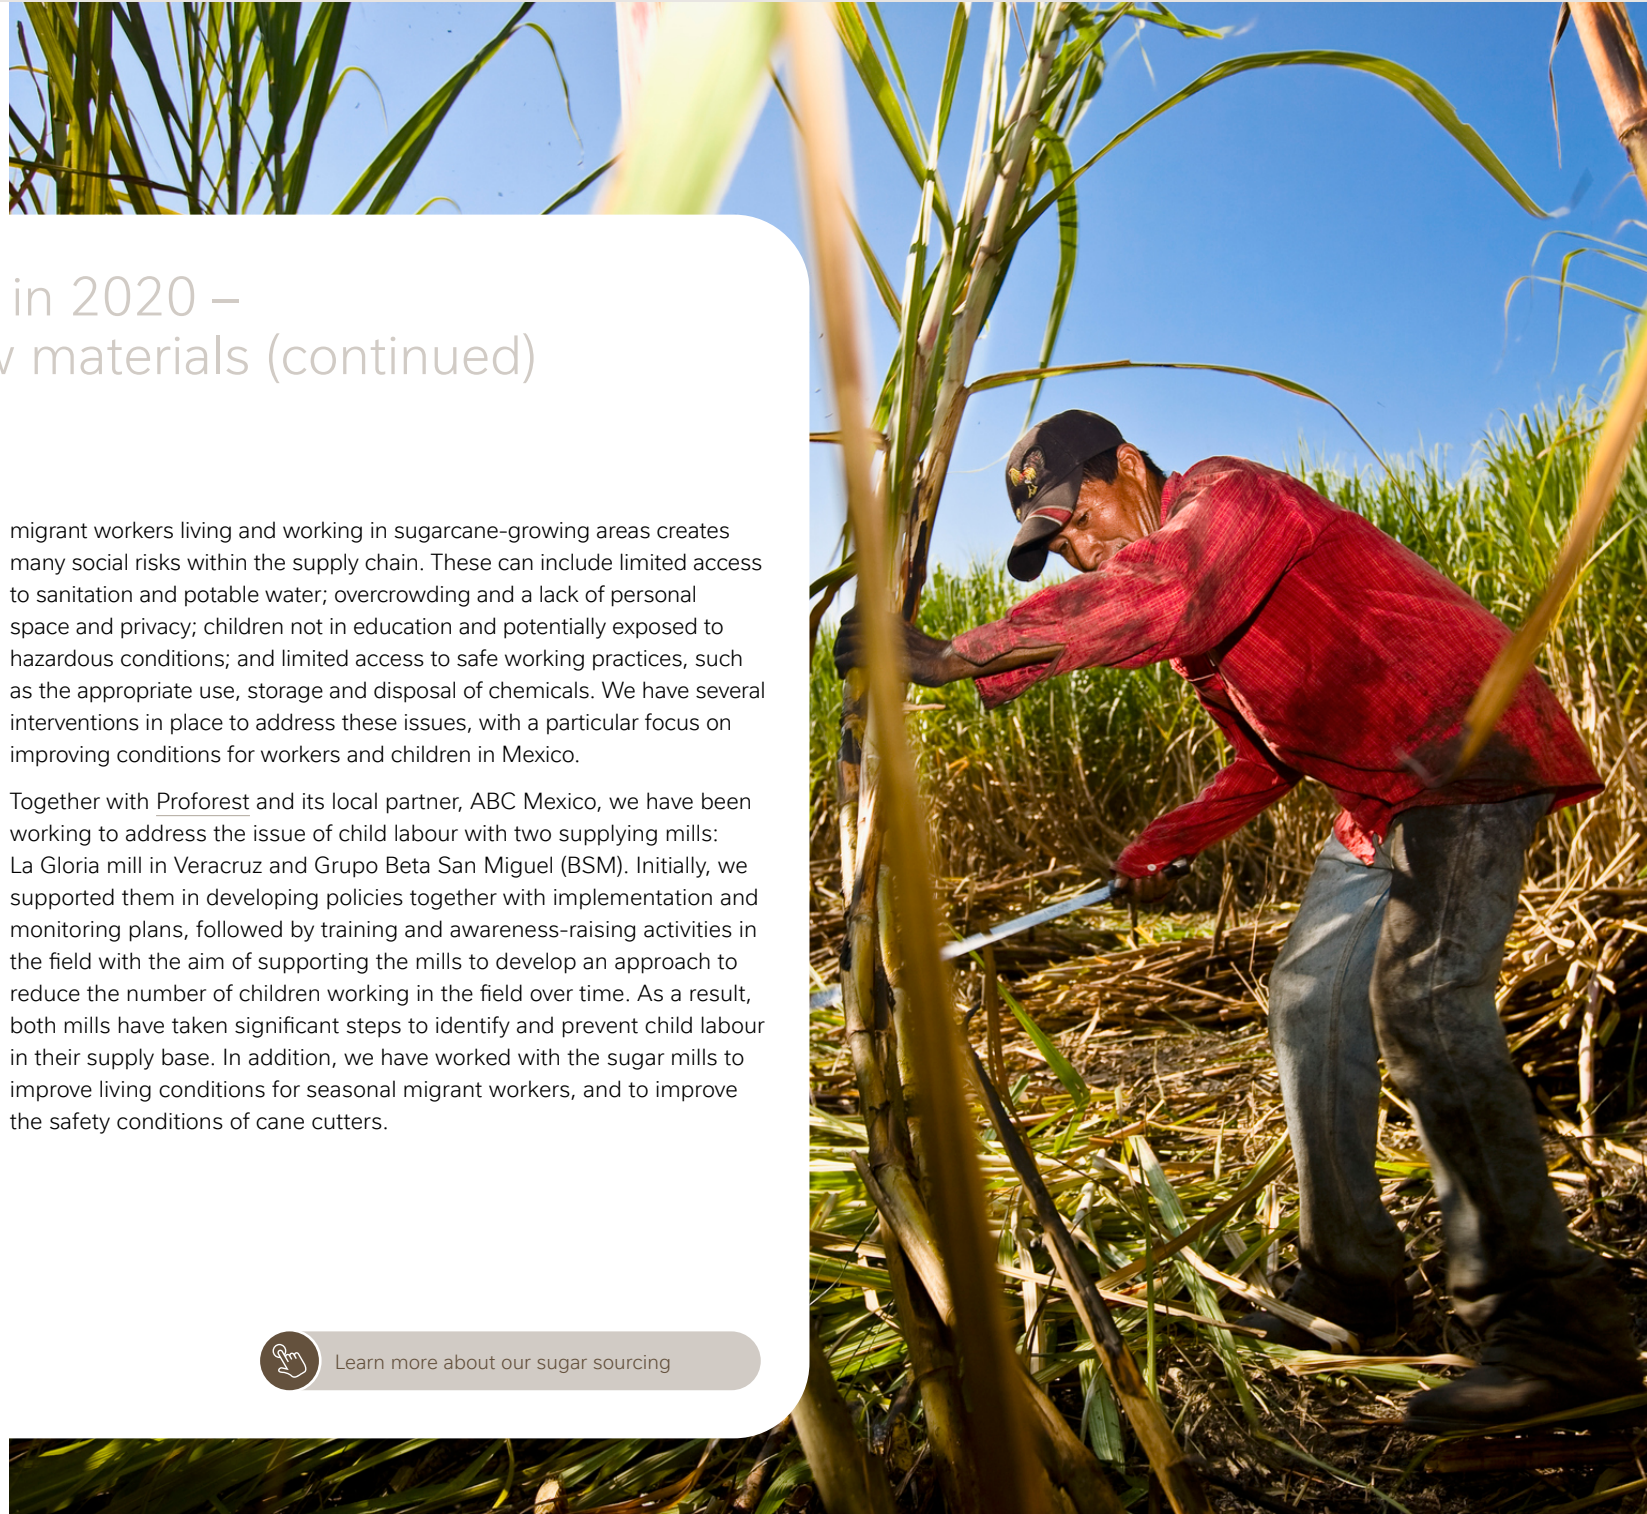 in 2020 –
materials (continued)
migrant workers living and working in sugarcane-growing areas creates
many social risks within the supply chain. These can include limited access
to sanitation and potable water; overcrowding and a lack of personal
space and privacy; children not in education and potentially exposed to
hazardous conditions; and limited access to safe working practices, such
as the appropriate use, storage and disposal of chemicals. We have several
interventions in place to address these issues, with a particular focus on
improving conditions for workers and children in Mexico.
Together with Proforest and its local partner, ABC Mexico, we have been
working to address the issue of child labour with two supplying mills:
La Gloria mill in Veracruz and Grupo Beta San Miguel (BSM). Initially, we
supported them in developing policies together with implementation and
monitoring plans, followed by training and awareness-raising activities in
the field with the aim of supporting the mills to develop an approach to
reduce the number of children working in the field over time. As a result,
both mills have taken significant steps to identify and prevent child labour
in their supply base. In addition, we have worked with the sugar mills to
improve living conditions for seasonal migrant workers, and to improve
the safety conditions of cane cutters.
Learn more about our sugar sourcing